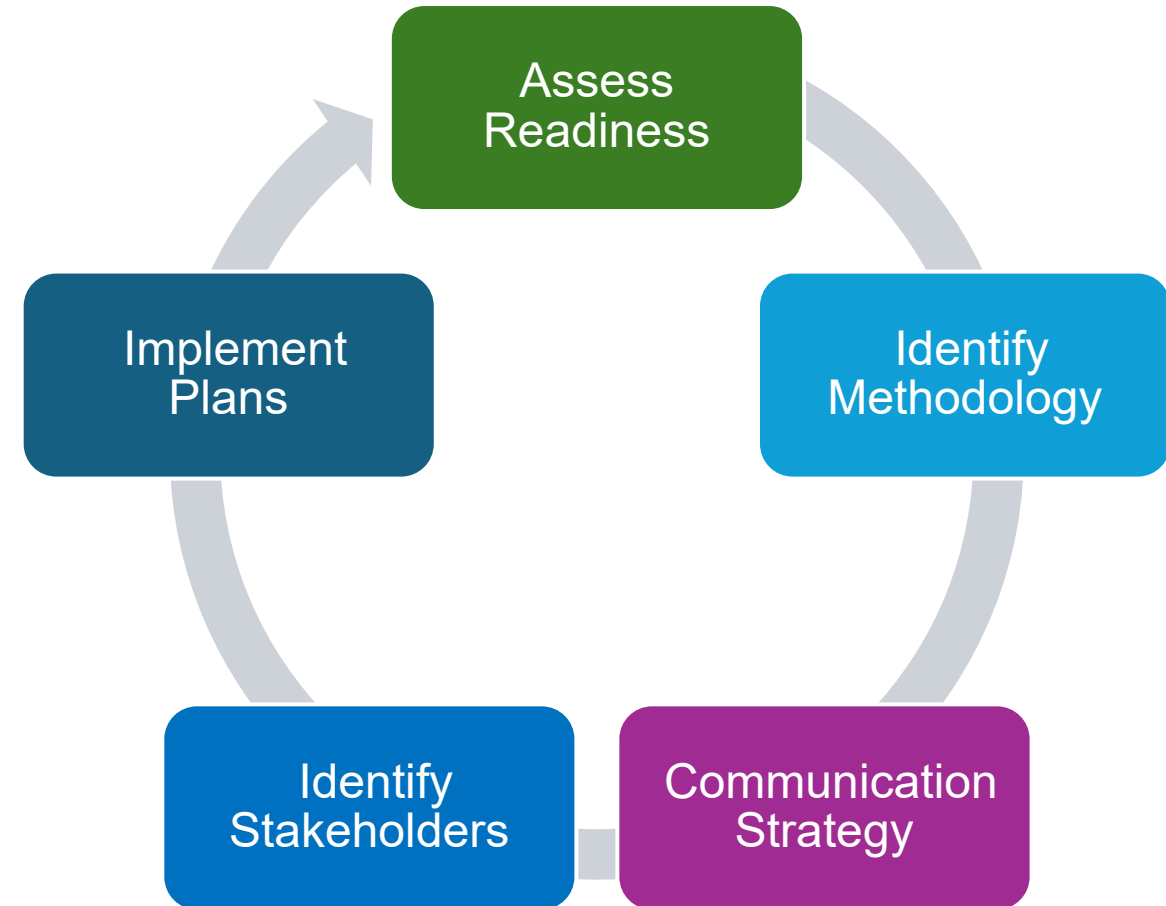 Assess
Readiness
Identify
Methodology
Communication
Strategy
Identify
Stakeholders
Implement
Plans